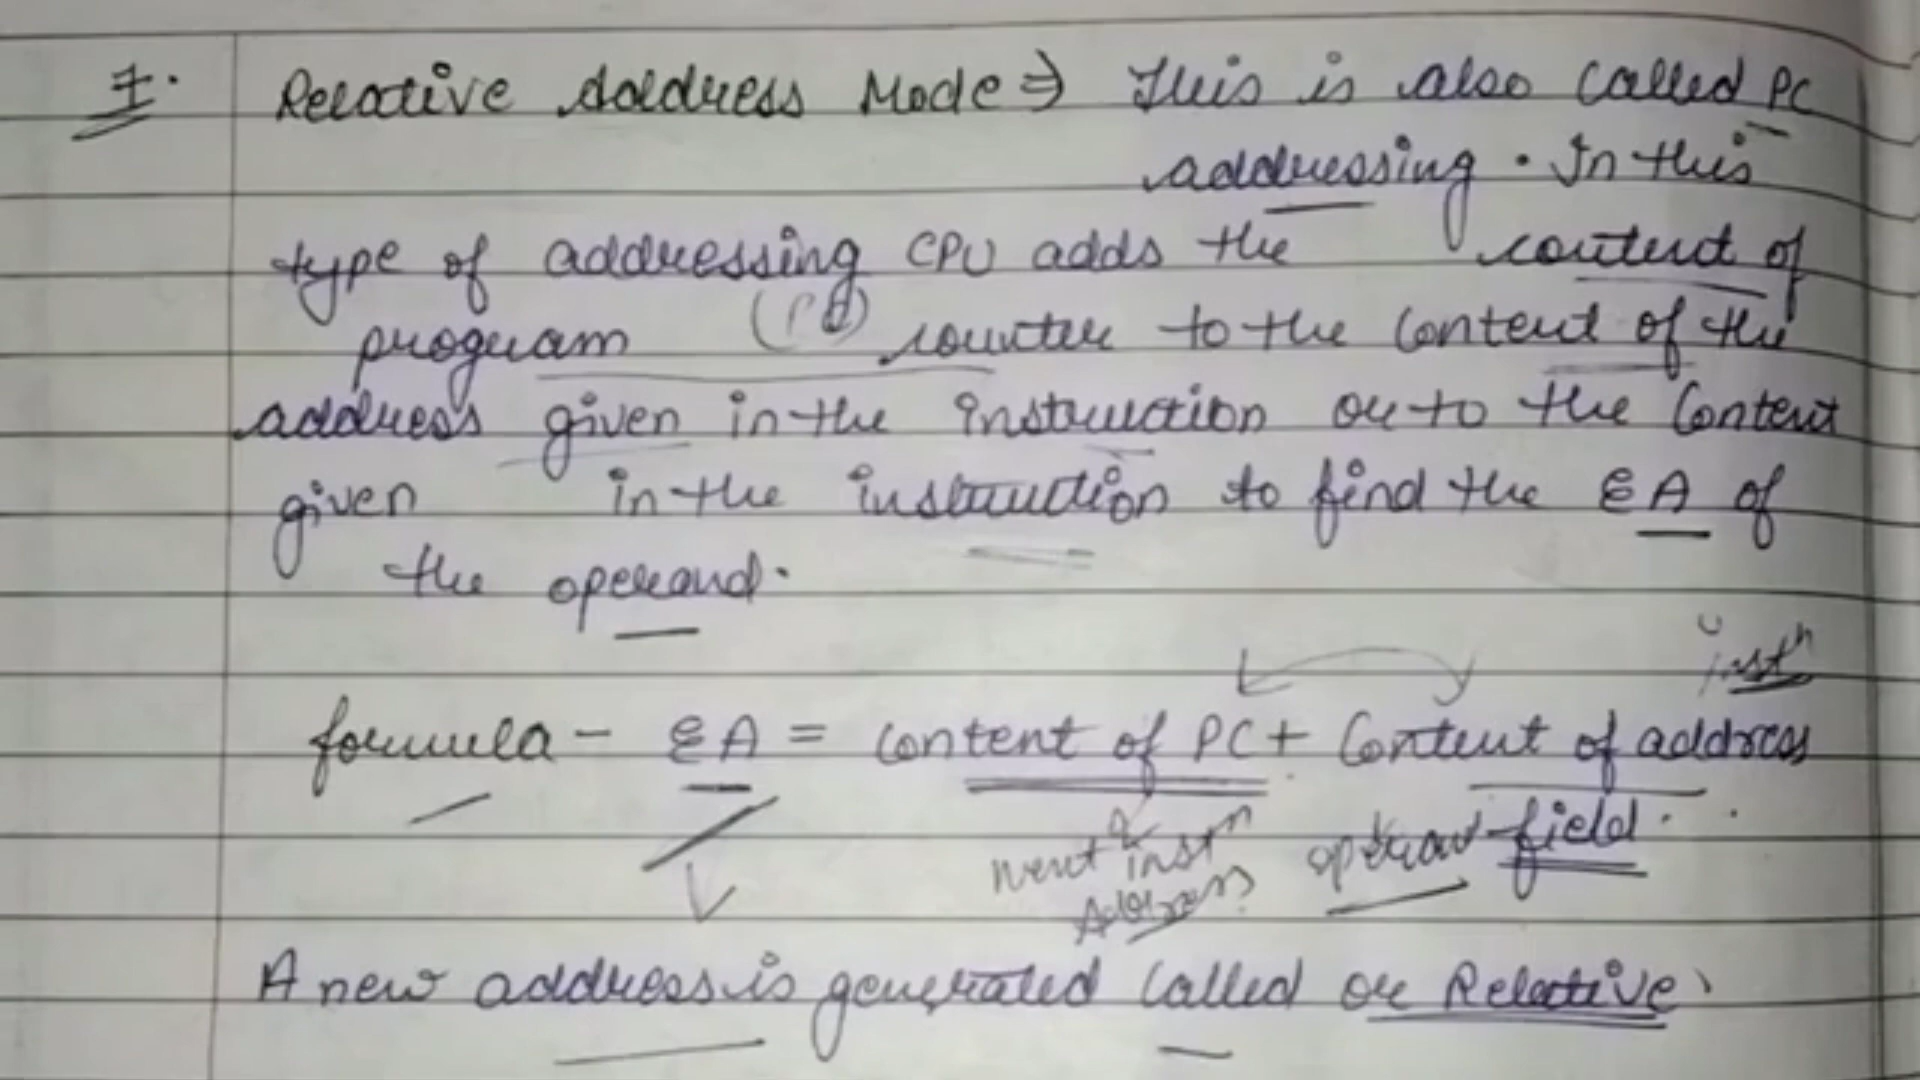 7. Relative Address Mode ⇒ This is also called PC
addressing. In this
type of addressing CPU adds the content of
program counter to the content of the
address given in the instruction or to the content
given in the instruction to find the EA of
the operand.
instn
formula - EA = content of PC + Content of address
field.
next instn
Address
A new address is generated called or Relative.